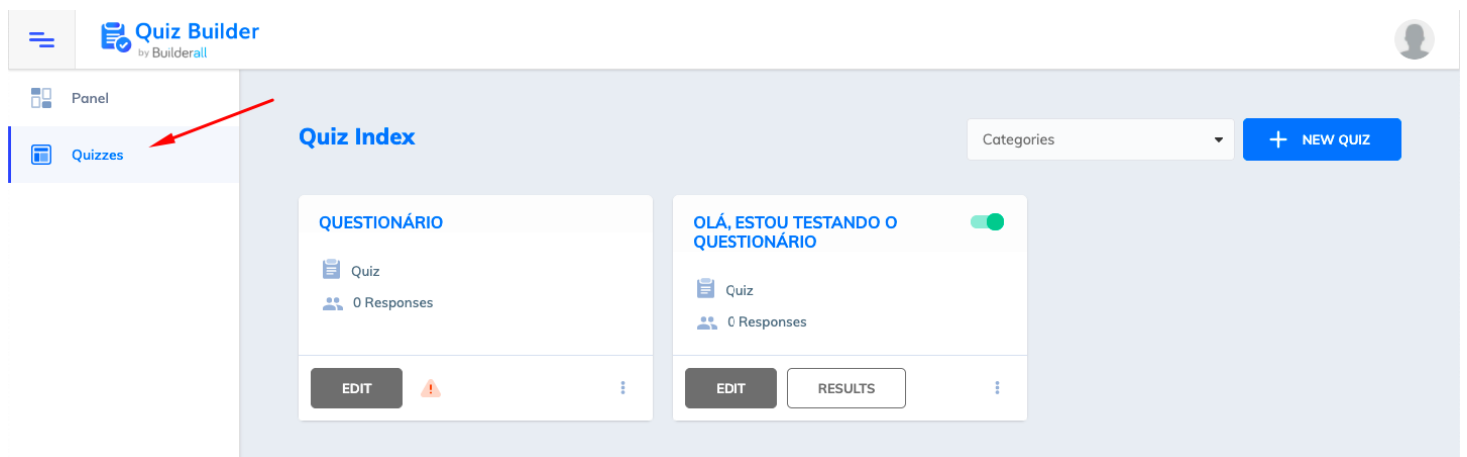 Quiz Builder
by Builderall
Panel
Quizzes
Quiz Index
Categories
NEW QUIZ
QUESTIONÁRIO
Quiz
0 Responses
EDIT
OLÁ, ESTOU TESTANDO O
QUESTIONÁRIO
Quiz
0 Responses
EDIT
RESULTS